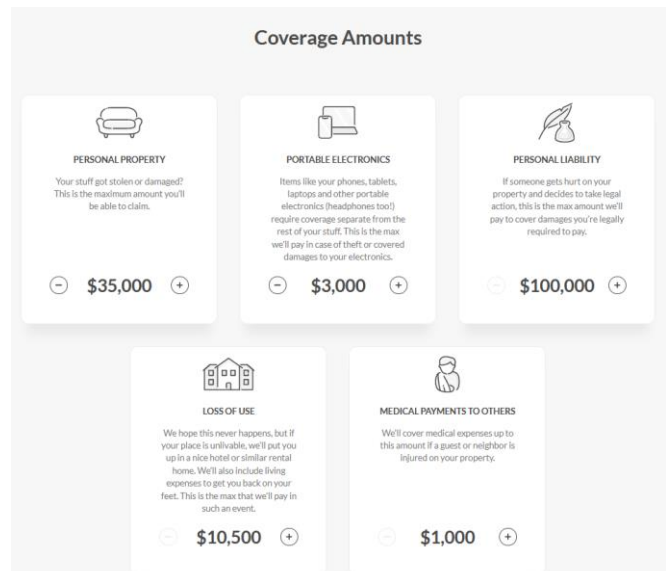 Coverage Amounts
PERSONAL PROPERTY
Your stuff got stolen or damaged?
This is the maximum amount you'll
be able to claim.
$35,000
PORTABLE ELECTRONICS
Items like your phones, tablets,
laptops and other portable
electronics (headphones too!)
require coverage separate from the
rest of your stuff. This is the max
we'll pay in case of theft or covered
damages to your electronics.
$3,000
PERSONAL LIABILITY
If someone gets hurt on your
property and decides to take legal
action, this is the max amount we'll
pay to cover damages you're legally
required to pay.
$100,000
LOSS OF USE
We hope this never happens, but if
your place is unlivable, we'll put you
up in a nice hotel or similar rental
home. We'll also include living
expenses to get you back on your
feet. This is the max that we'll pay in
such an event.
$10,500
MEDICAL PAYMENTS TO OTHERS
We'll cover medical expenses up to
this amount if a guest or neighbor is
injured on your property.
$1,000